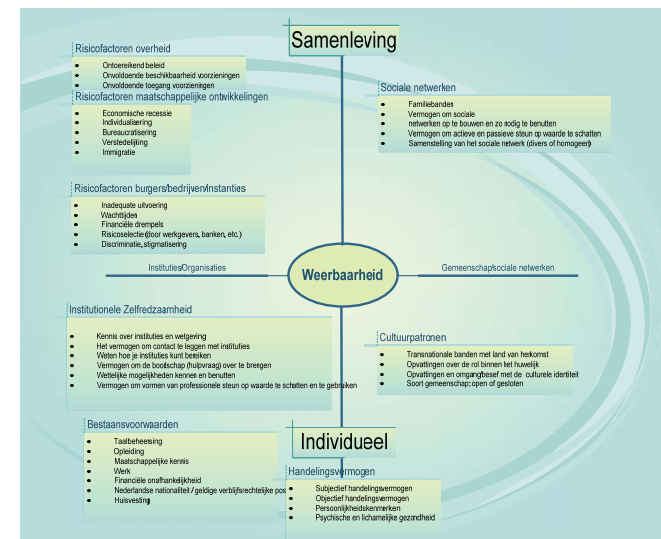 Samenleving
Risicofactoren overheid
Ontoereikend beleid
Onvoldoende beschikbaarheid voorzieningen
Onvoldoende toegang voorzieningen
Risicofactoren maatschappelijke ontwikkelingen
Economische recessie
Individualisering
Bureaucratisering
Verstedelijking
Immigratie
Sociale netwerken
Familiebanden
Vermogom om sociale
netwerken op te bouwen en zo nodig te benutten
Vermogom om actieve en passieve steun op waarde te schatten
Samenstelling van het sociale netwerk (divers of homogeen)
Risicofactoren burgers/bedrijven/instanties
Inadequate uitvoering
Wachttijden
Financiële drempels
Risicoselectie (door werkgevers, banken, etc.)
Discriminatie, stigmatisering
Instituties/Organisaties
Weerbaarheid
Gemeenschap/sociale netwerken
Institutionele Zelfredzaamheid
Kennis over instituties en wetgeving
Het vermogen om contact te leggen met instituties
Weten hoe je instituties kunt bereiken
Vermogom om de boodschap (hulpvraag) over te brengen
Wettelijke mogelijkheden kennen en benutten
Vermogom om vormen van professionele steun op waarde te schatten en te gebruiken
Cultuurpatronen
Transnationale banden met land van herkomst
Opvattingen over de rol binnen het huwelijk
Opvattingen en omgang/besef met de culturele identiteit
Soort gemeenschap; open of gesloten
Bestaansvoorwaarden
Taalbeheersing
Opleiding
Maatschappelijke kennis
Werk
Financiële onafhankelijkheid
Nederlandse nationaliteit / geldige verblijfsrechtelijke pos
Huisvesting
Individueel
Handelingsvermogen
Subjectief handelingsvermogen
Objectief handelingsvermogen
Persoonlijkheidskenmerken
Psychische en lichamelijke gezondheid